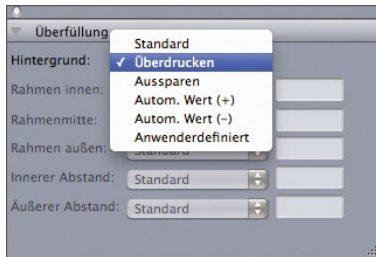 Überfüllung
Standard
Hintergrund: ✓ Überdrucken
Aussparen
Rahmen innen:
Autom. Wert (+)
Rahmenmitte: Autom. Wert (-)
Anwenderdefiniert
Rahmen außen: Standard
Innerer Abstand: Standard
Äußerer Abstand: Standard